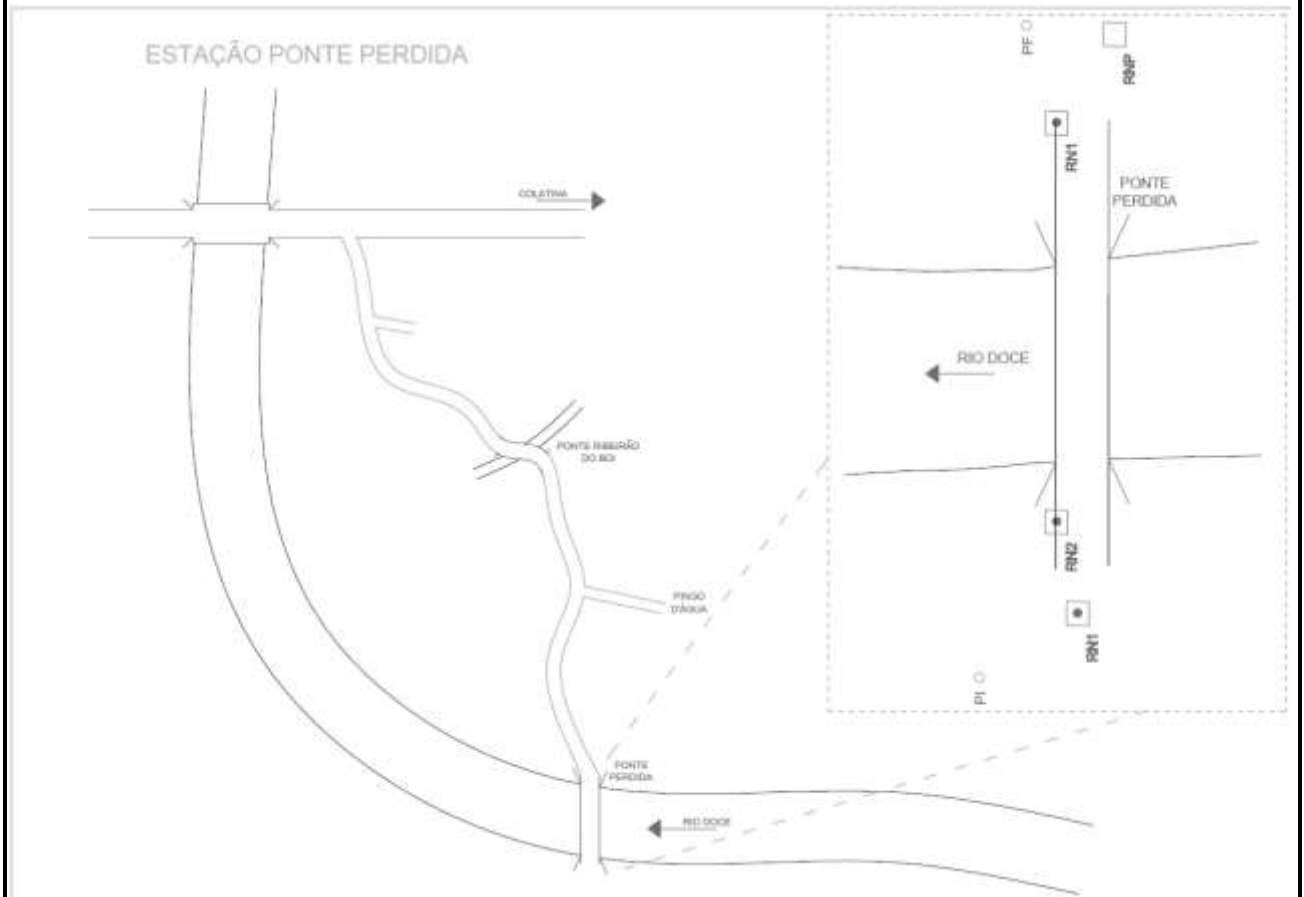 ESTAÇÃO PONTE PERDIDA
COLATINA
PONTE RIBEIRÃO
DO BOI
PINGO
D'ÁGUA
PONTE
PERDIDA
RIO DOCE
PF
RNP
RN1
PONTE
PERDIDA
RIO DOCE
RN2
RN1
PI